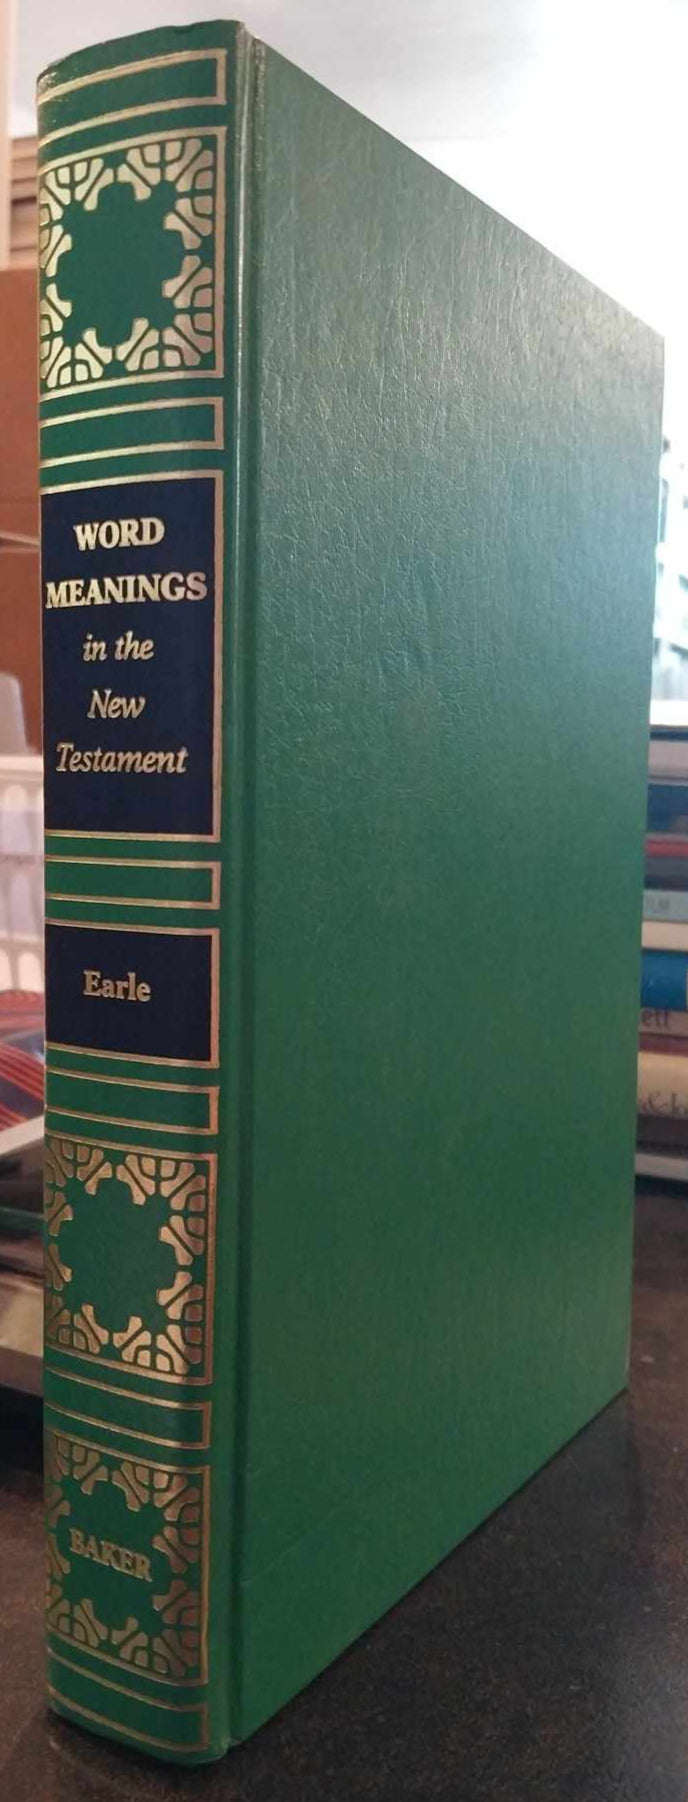 WORD
MEANINGS
in the
New
Testament
Earle
BAKER